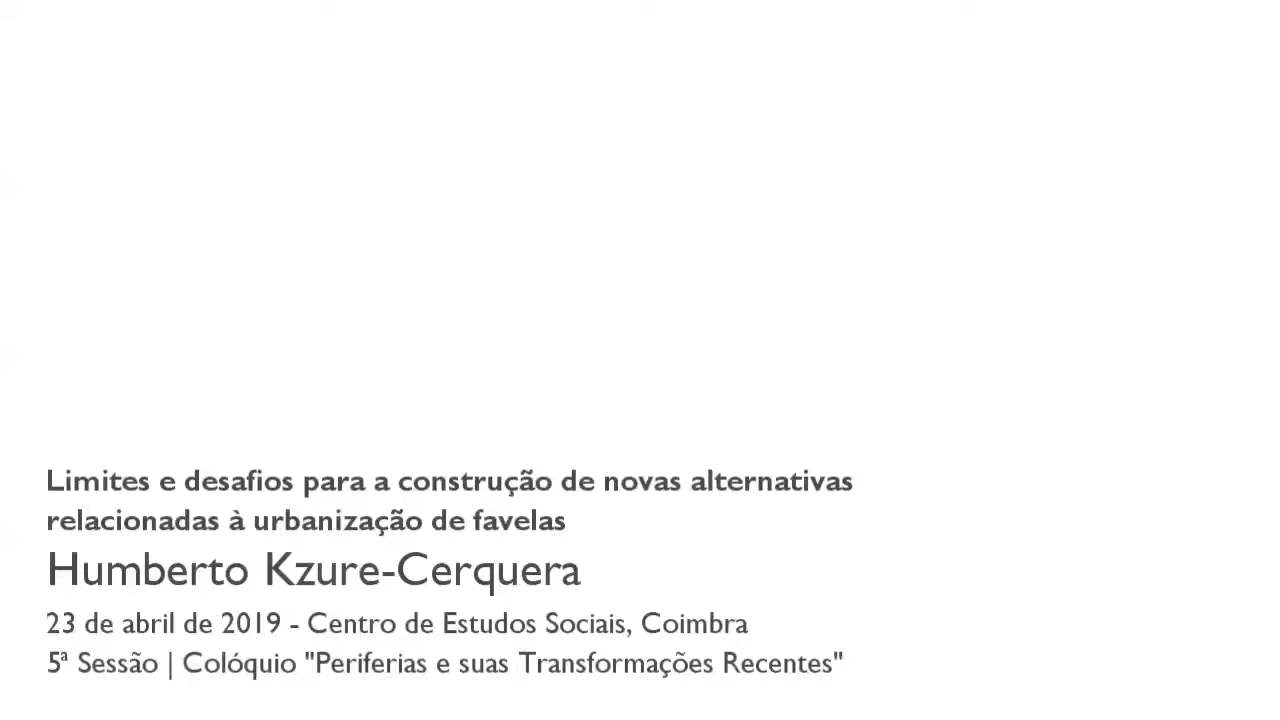 Limites e desafios para a construção de novas alternativas
relacionadas à urbanização de favelas
Humberto Kzure-Cerquera
23 de abril de 2019 - Centro de Estudos Sociais, Coimbra
5ª Sessão | Colóquio "Periferias e suas Transformações Recentes"